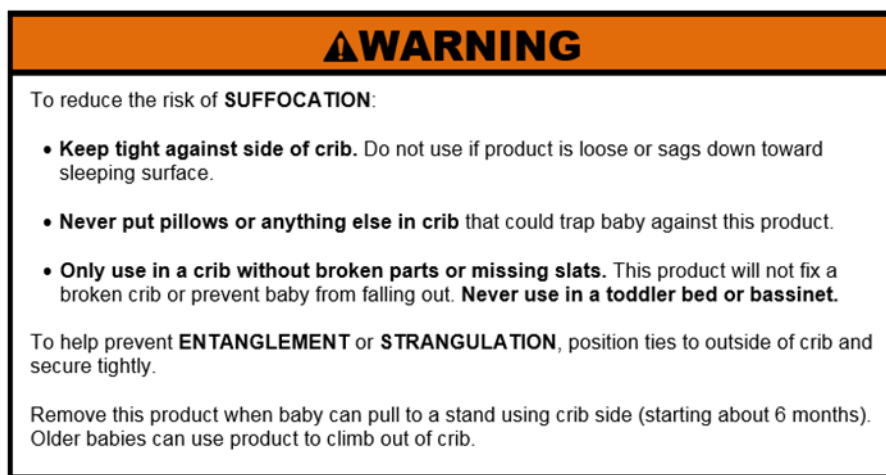 ⚠WARNING
To reduce the risk of SUFFOCATION:
• Keep tight against side of crib. Do not use if product is loose or sags down toward
sleeping surface.
• Never put pillows or anything else in crib that could trap baby against this product.
• Only use in a crib without broken parts or missing slats. This product will not fix a
broken crib or prevent baby from falling out. Never use in a toddler bed or bassinet.
To help prevent ENTANGLEMENT or STRANGULATION, position ties to outside of crib and
secure tightly.
Remove this product when baby can pull to a stand using crib side (starting about 6 months).
Older babies can use product to climb out of crib.